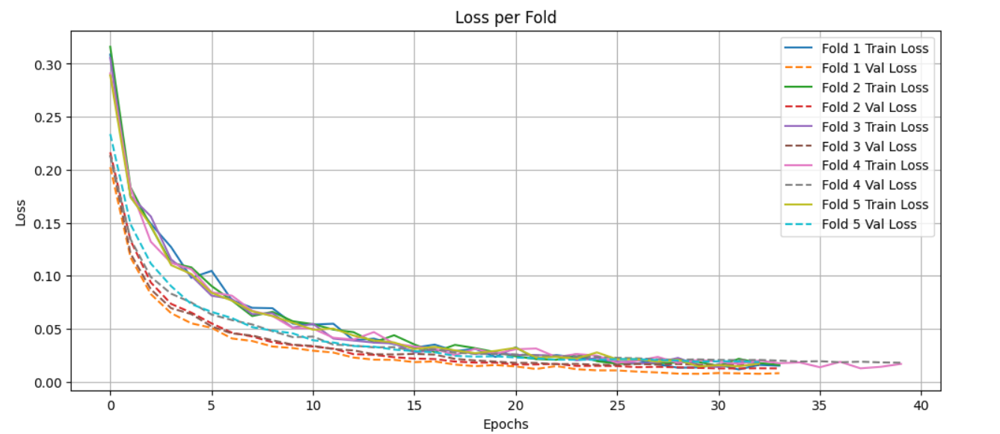 Loss per Fold
Loss
0.30
0.25
0.20
0.15
0.10
0.05
0.00
Fold 1 Train Loss
Fold 1 Val Loss
Fold 2 Train Loss
Fold 2 Val Loss
Fold 3 Train Loss
Fold 3 Val Loss
Fold 4 Train Loss
Fold 4 Val Loss
Fold 5 Train Loss
Fold 5 Val Loss
0 5 10 15 20 25 30 35 40
Epochs